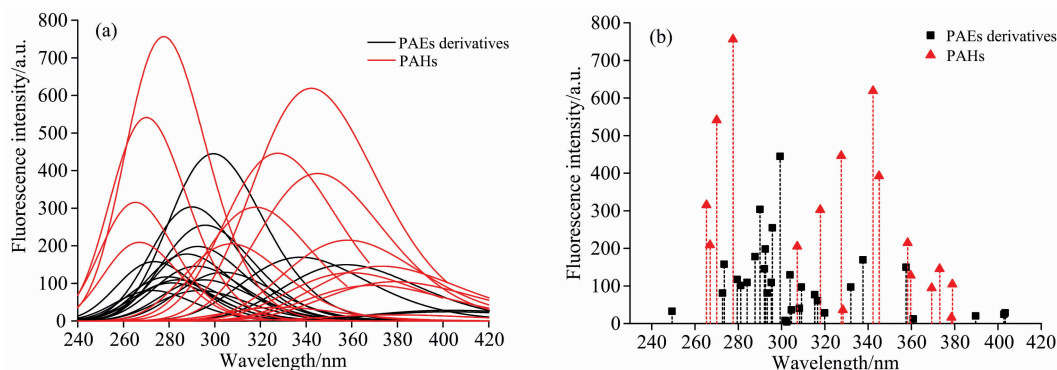 (a)
PAEs derivatives
PAHs
Fluorescence intensity/a.u.
800
700
600
500
400
300
200
100
0
240 260 280 300 320 340 360 380 400 420
Wavelength/nm
(b)
PAEs derivatives
PAHs
Fluorescence intensity/a.u.
800
700
600
500
400
300
200
100
0
240 260 280 300 320 340 360 380 400 420
Wavelength/nm